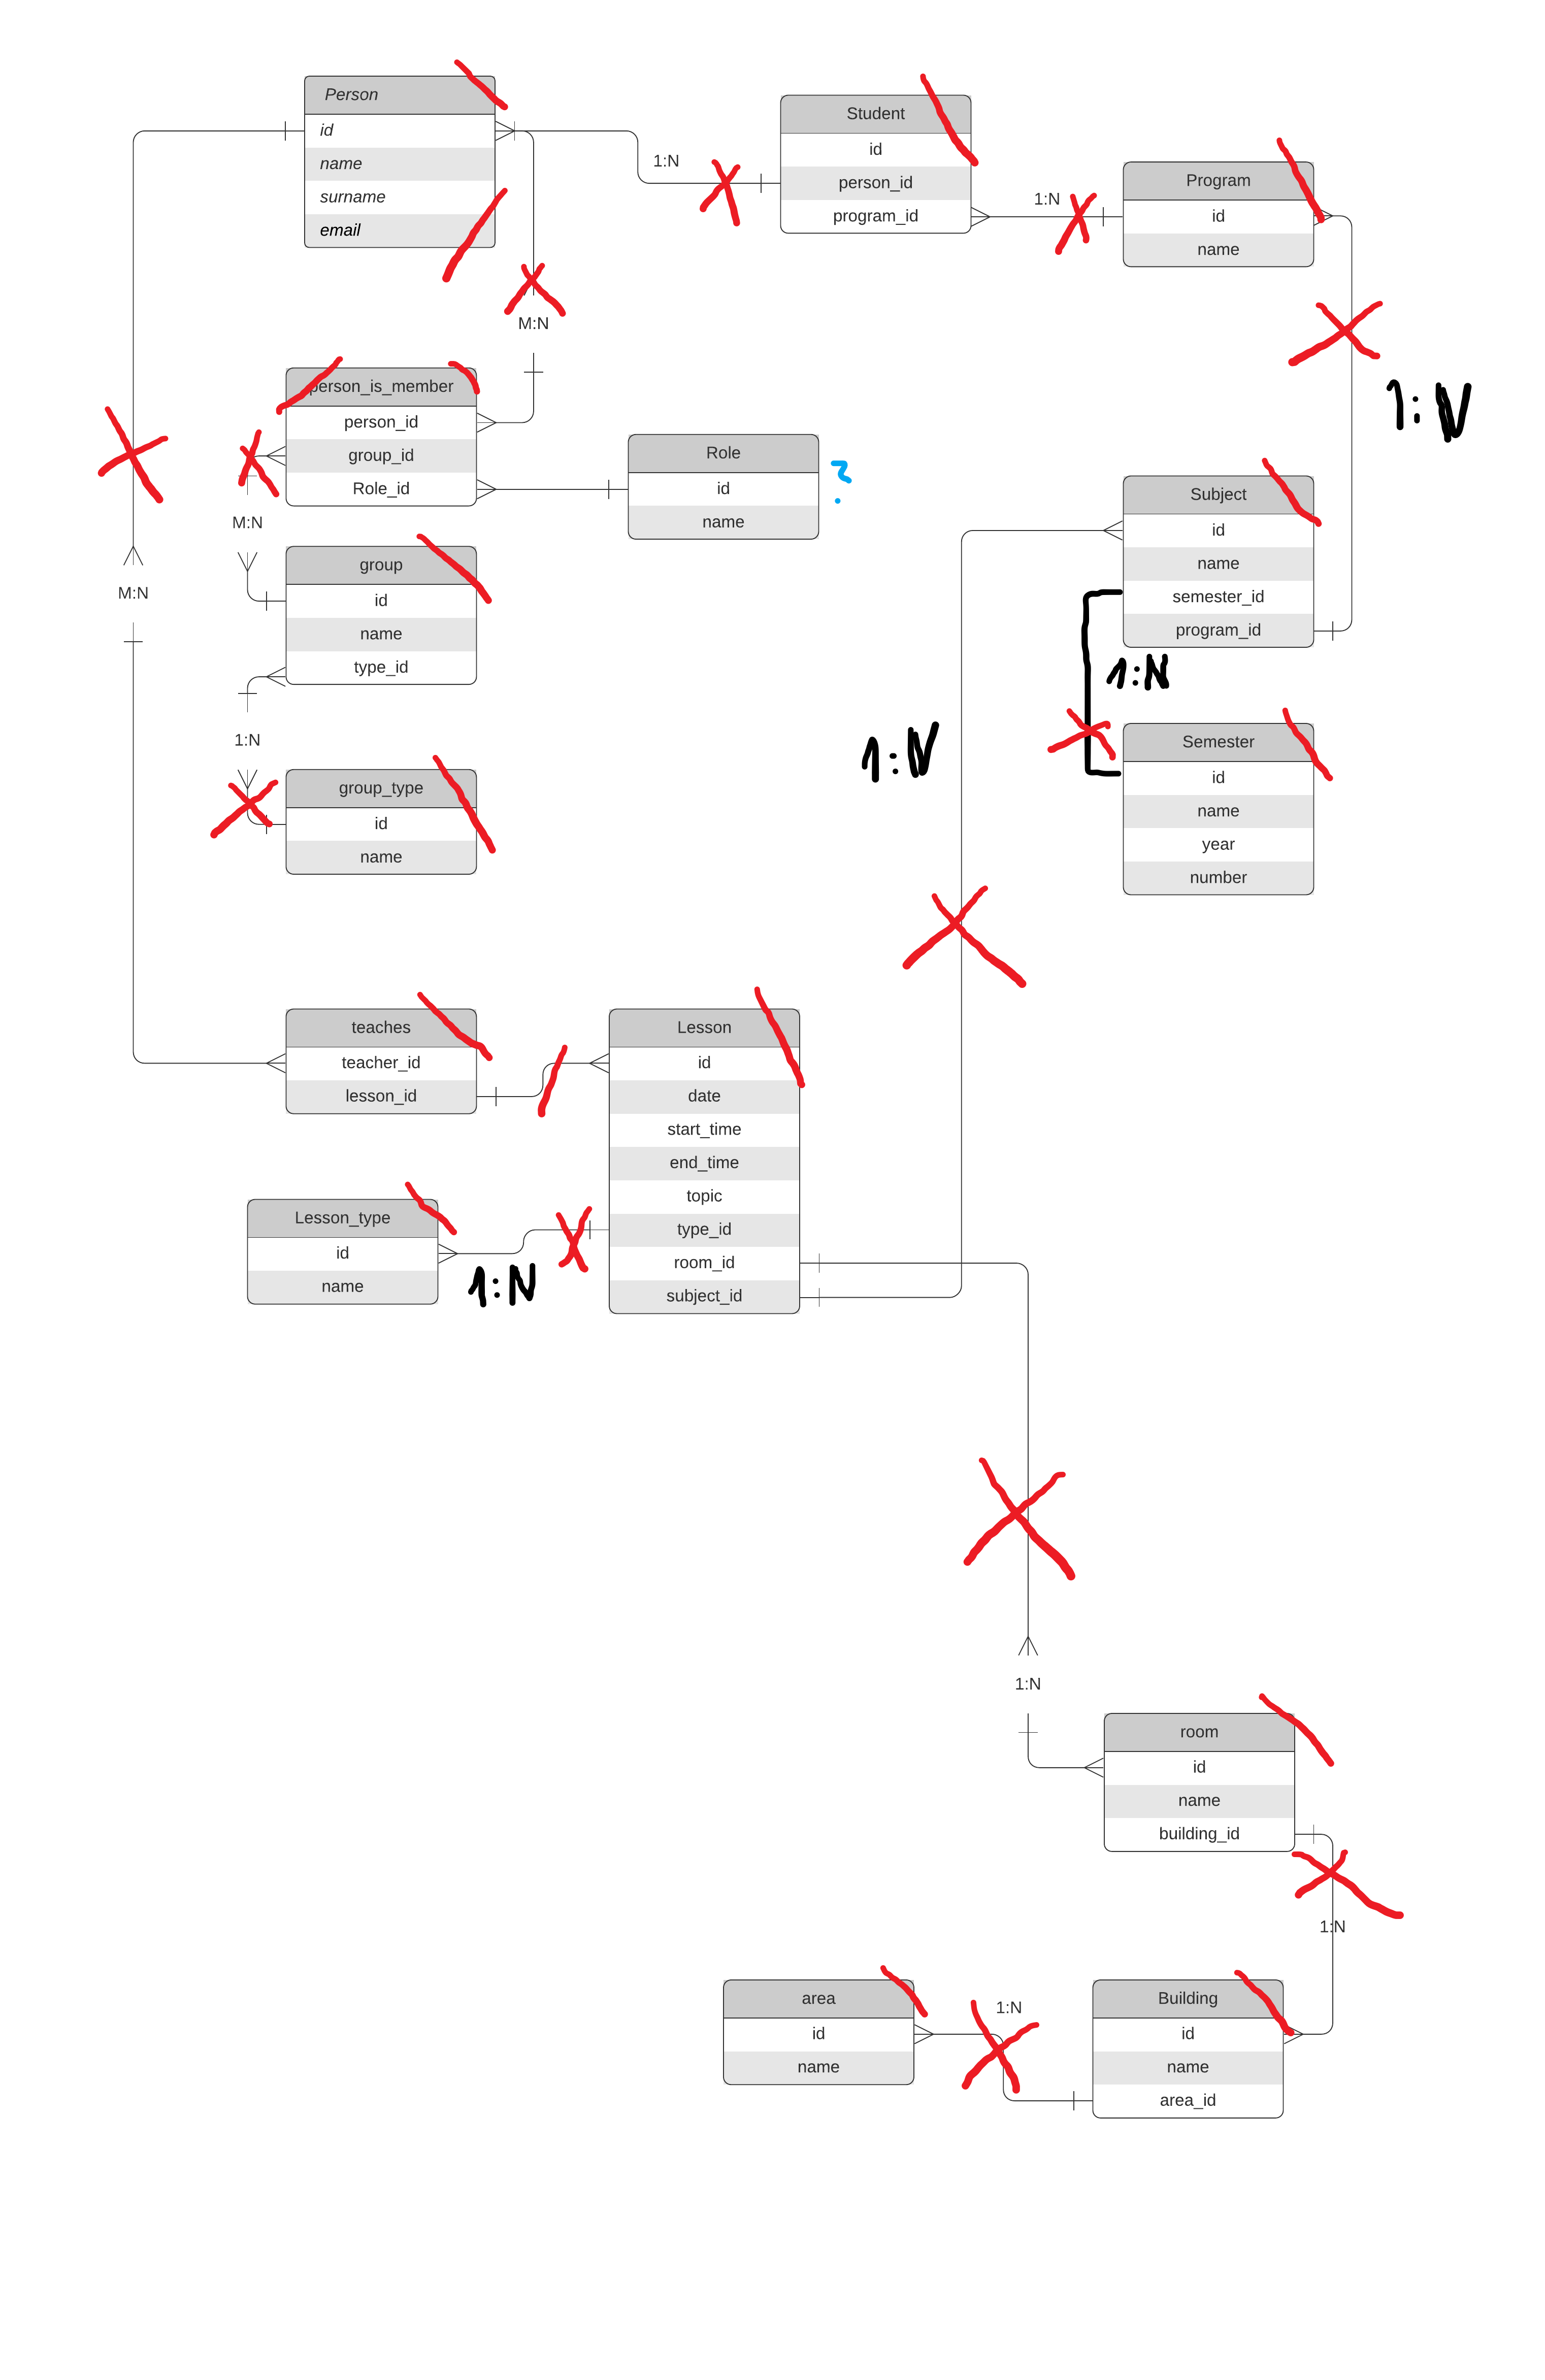 Person
id
name
surname
email
1:N
Student
id
person_id
program_id
1:N
Program
id
name
M:N
1:N
person_is_member
person_id
group_id
Role_id
Role
id
name
?
M:N
group
id
name
type_id
M:N
Subject
id
name
semester_id
program_id
1:N
1:N
1:N
group_type
id
name
Semester
id
name
year
number
teaches
teacher_id
lesson_id
Lesson
id
date
start_time
end_time
topic
type_id
room_id
subject_id
Lesson_type
id
name
1:N
1:N
room
id
name
building_id
1:N
area
id
name
1:N
Building
id
name
area_id